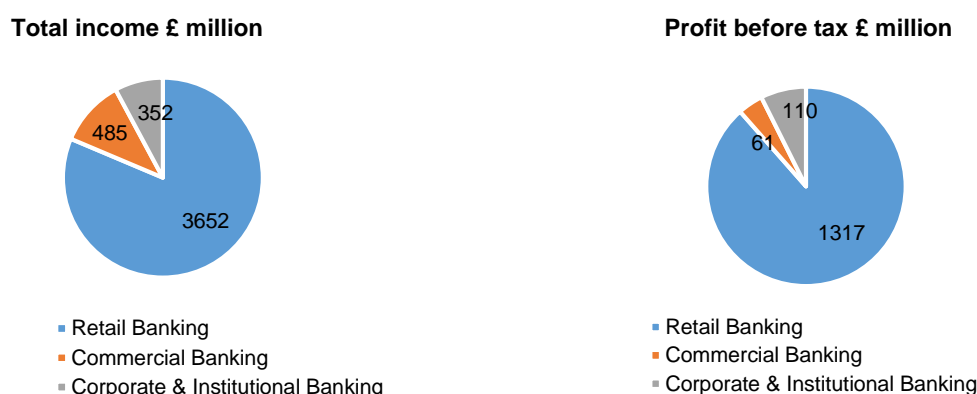 Total income £ million
352
485
3652
Retail Banking
Commercial Banking
Corporate & Institutional Banking
Profit before tax £ million
110
61
1317
Retail Banking
Commercial Banking
Corporate & Institutional Banking